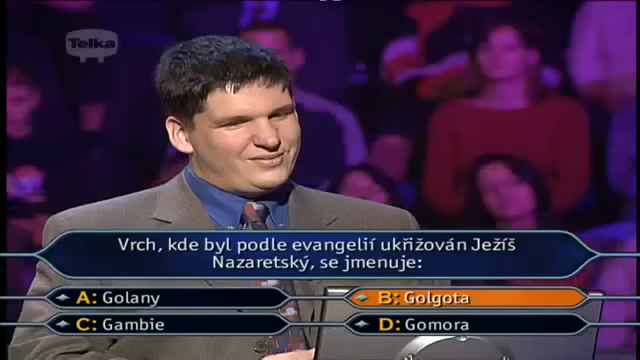 Telka
Vrch, kde byl podle evangelií ukřižován Ježíš
Nazaretský, se jmenuje:
A: Golany
B: Golgota
C: Gambie
D: Gomora